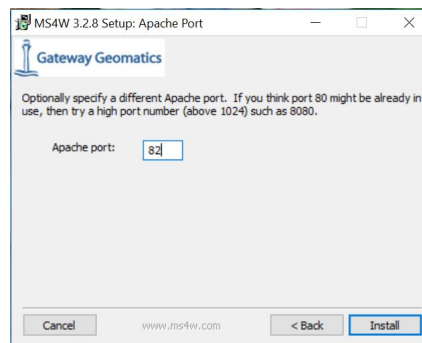 MS4W 3.2.8 Setup: Apache Port
Gateway Geomatics
Optionally specify a different Apache port. If you think port 80 might be already in
use, then try a high port number (above 1024) such as 8080.
Apache port: 82
Cancel www.ms4w.com < Back Install